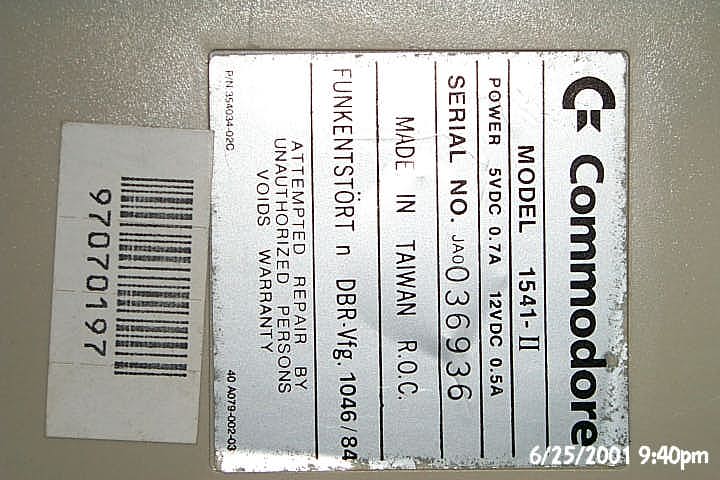 Commodore
MODEL 1541-II
POWER 5VDC 0.7A 12VDC 0.5A
SERIAL NO. JA0036936
MADE IN TAIWAN R.O.C.
FUNKENTSTÖRT n DBR-Vfg. 1046/84
ATTEMPTED REPAIR BY
UNAUTHORIZED PERSONS
VOIDS WARRANTY
P/N 354034-02C
40 A079-002-03
97070197
6/25/2001 9:40pm